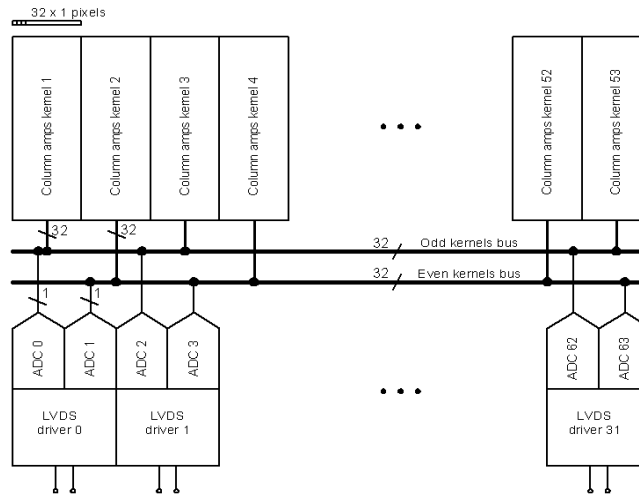 32 x 1 pixels
Column amps kernel 1
Column amps kernel 2
Column amps kernel 3
Column amps kernel 4
Column amps kernel 52
Column amps kernel 53
32
32
32
Odd kernels bus
32
Even kernels bus
1
1
ADC 0
ADC 1
ADC 2
ADC 3
ADC 62
ADC 63
LVDS
driver 0
LVDS
driver 1
LVDS
driver 31